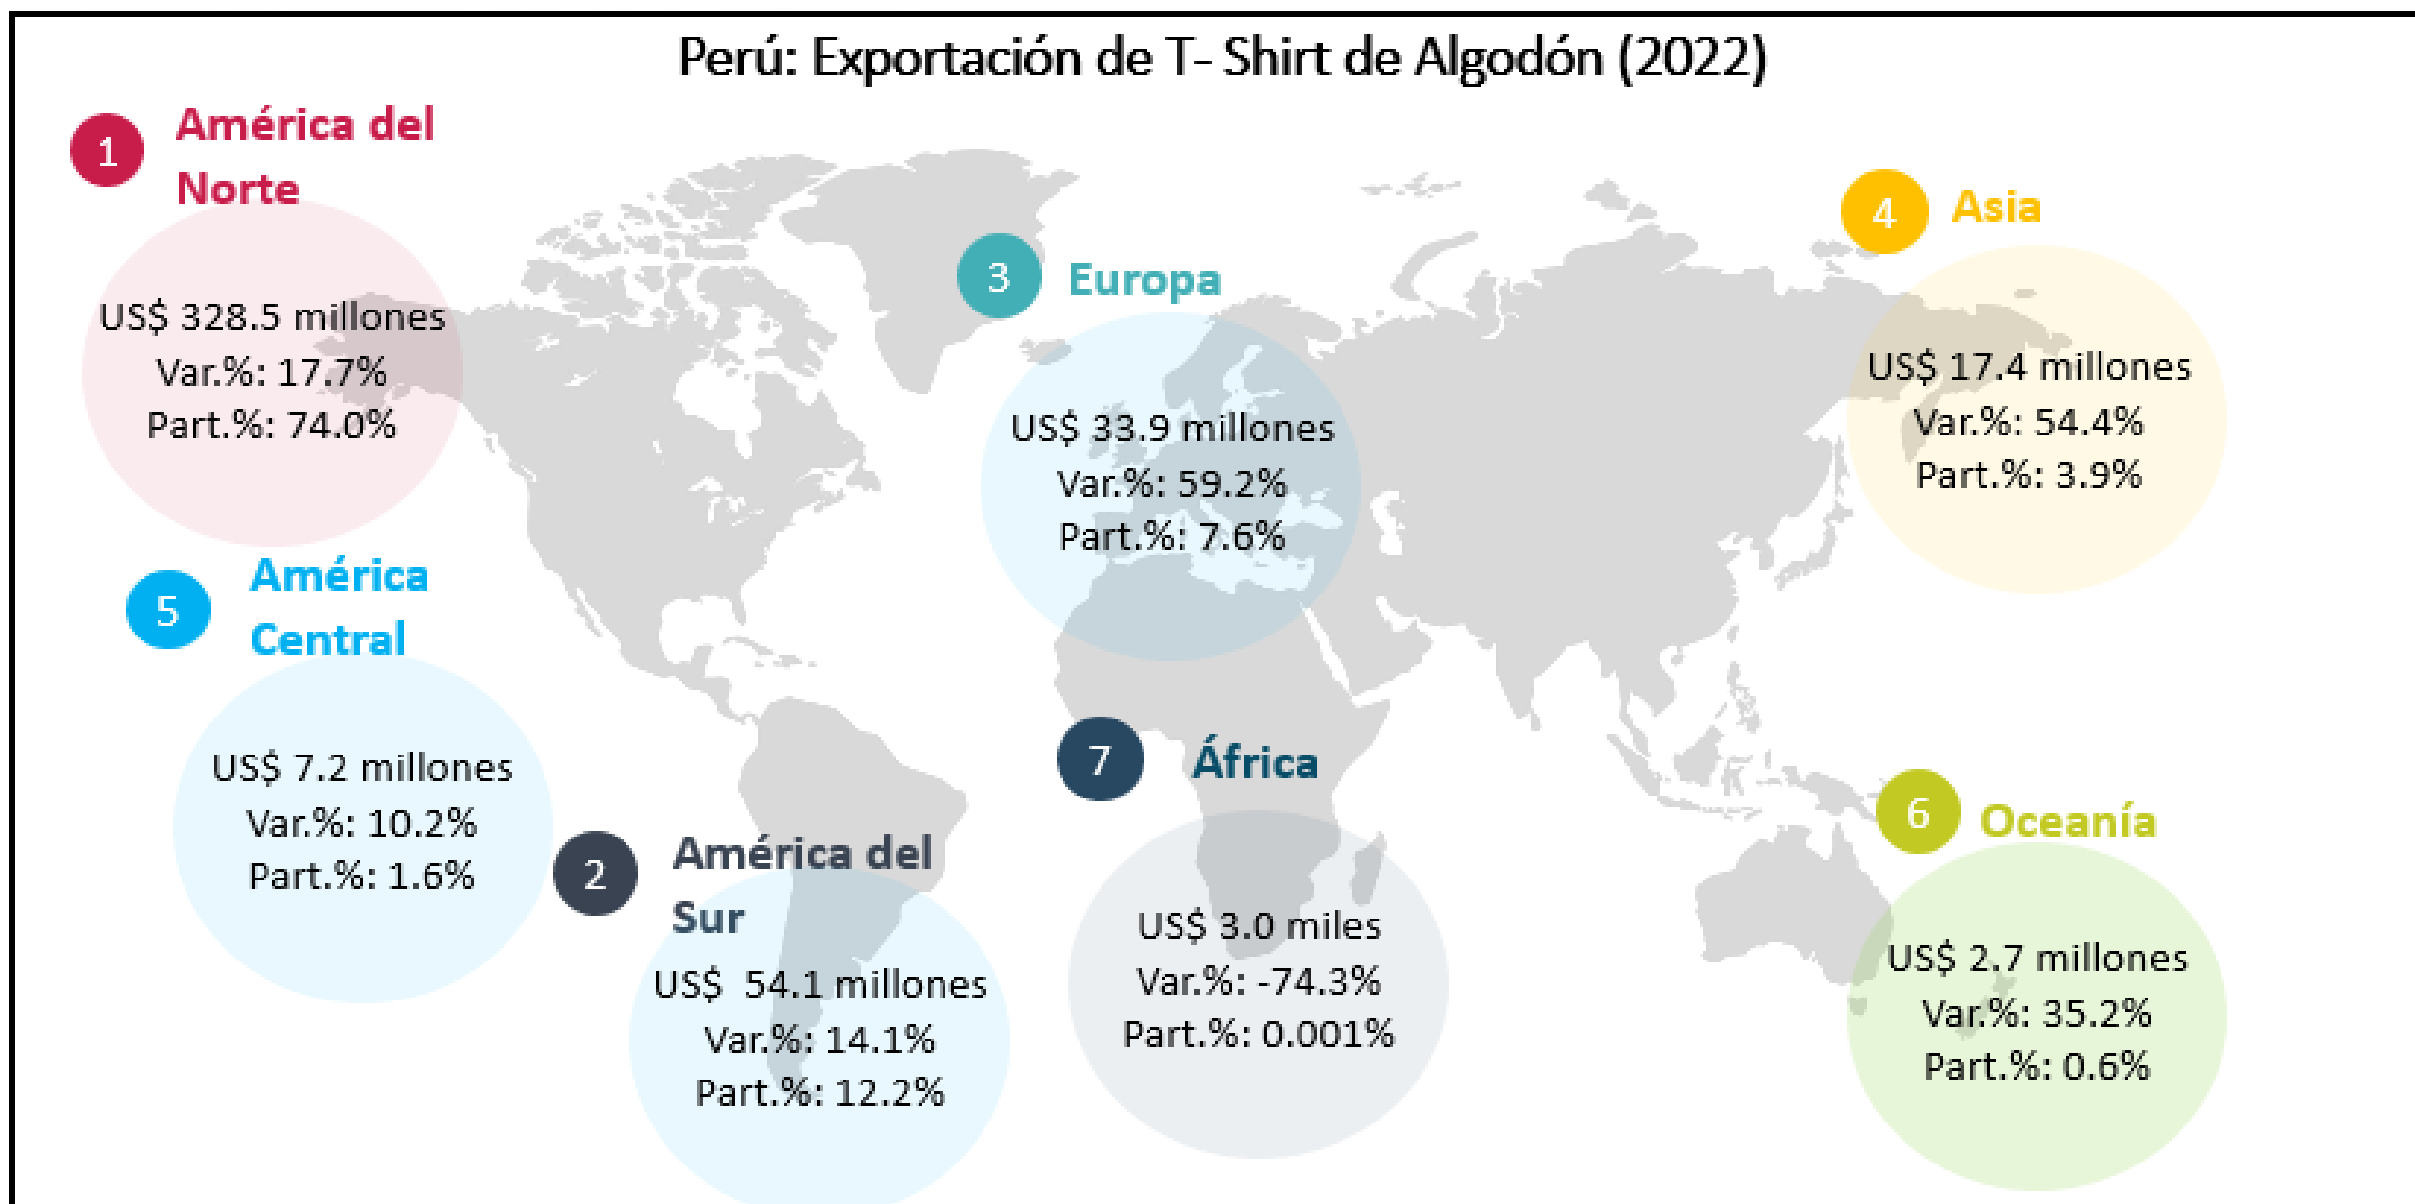 Perú: Exportación de T- Shirt de Algodón (2022)
1
América del
Norte
US$ 328.5 millones
Var.%: 17.7%
Part.%: 74.0%
3
Europa
US$ 33.9 millones
Var.%: 59.2%
Part.%: 7.6%
4
Asia
US$ 17.4 millones
Var.%: 54.4%
Part.%: 3.9%
5
América
Central
US$ 7.2 millones
Var.%: 10.2%
Part.%: 1.6%
2
América del
Sur
US$  54.1 millones
Var.%: 14.1%
Part.%: 12.2%
7
África
US$ 3.0 miles
Var.%: -74.3%
Part.%: 0.001%
6
Oceanía
US$ 2.7 millones
Var.%: 35.2%
Part.%: 0.6%